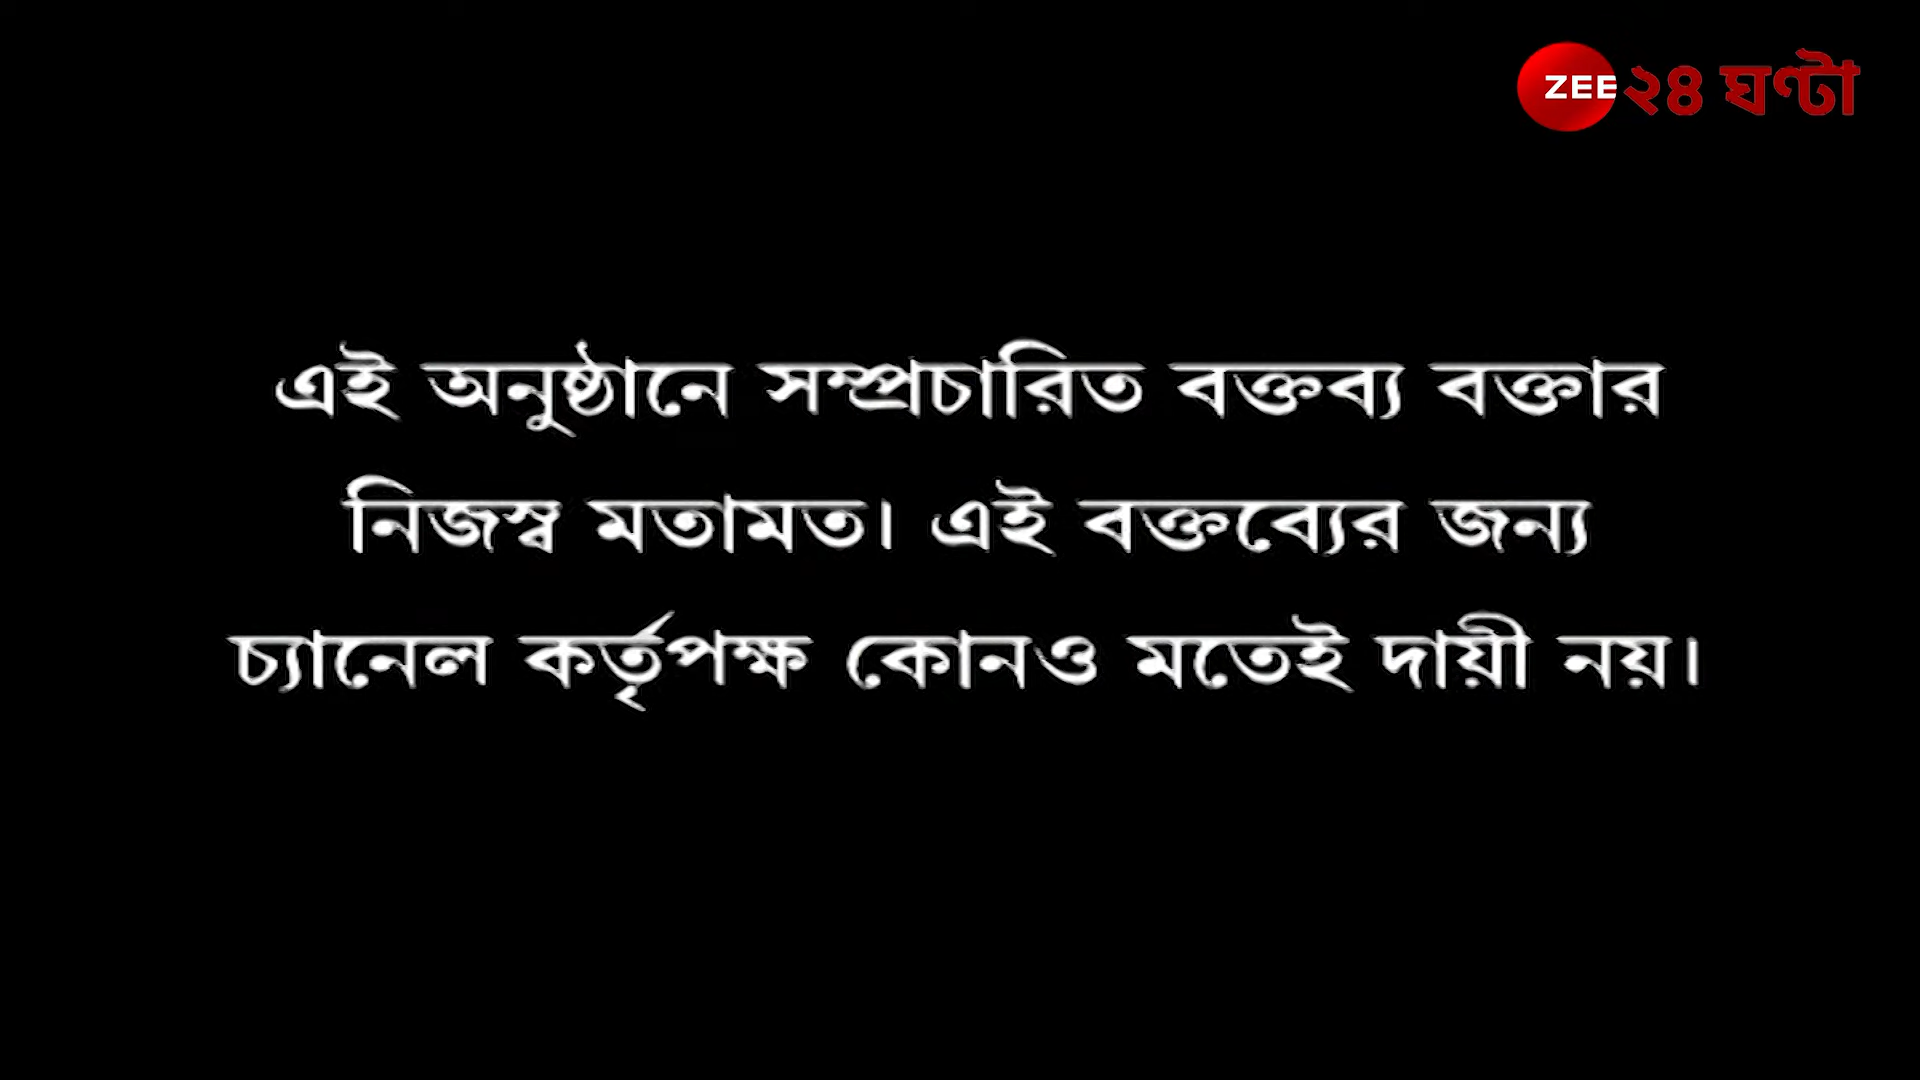 ZEE ২৪ ঘণ্টা
এই অনুষ্ঠানে সম্প্রচারিত বক্তব্য বক্তার
নিজস্ব মতামত। এই বক্তব্যের জন্য
চ্যানেল কর্তৃপক্ষ কোনও মতেই দায়ী নয়।